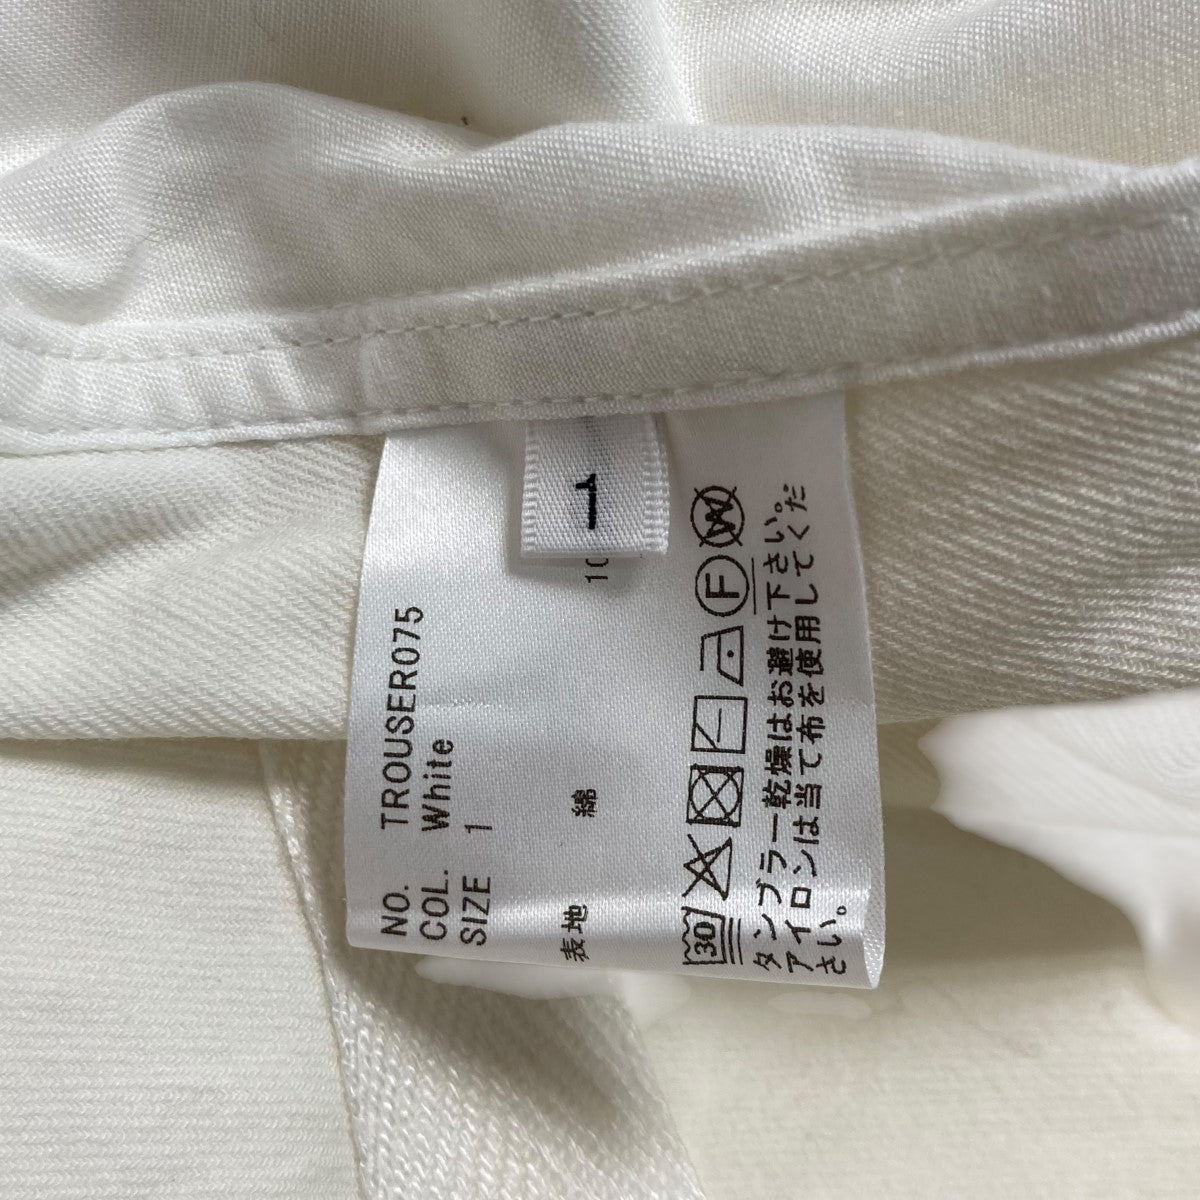 1
NO. TROUSER075
COL. White
SIZE 1
表地 綿 10
30
F
W
タンブラー乾燥はお避け下さい。
アイロンは当て布を使用してくだ
さい。